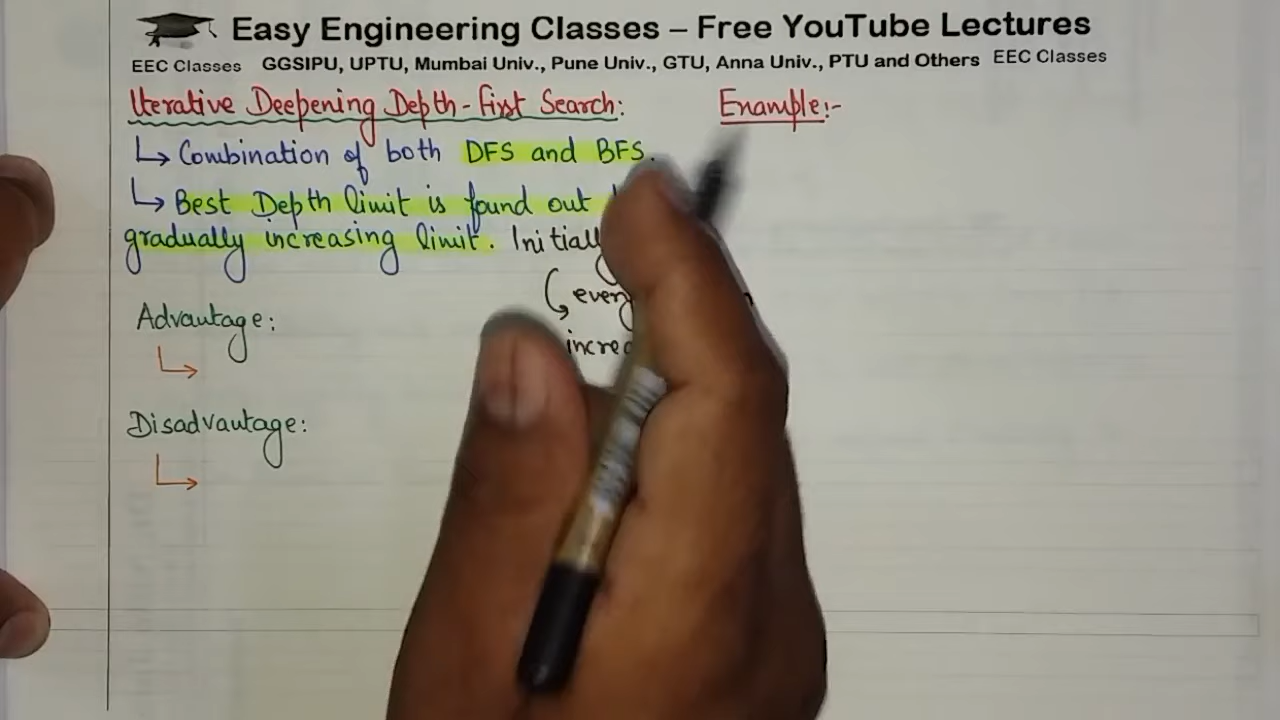 Easy Engineering Classes – Free YouTube Lectures
EEC Classes GGSIPU, UPTU, Mumbai Univ., Pune Univ., GTU, Anna Univ., PTU and Others EEC Classes
Iterative Deepening Depth-First Search:
Example:-
↳ Combination of both DFS and BFS.
↳ Best Depth limit is found out
gradually increasing limit. Initially
Advantage:
Disadvantage: